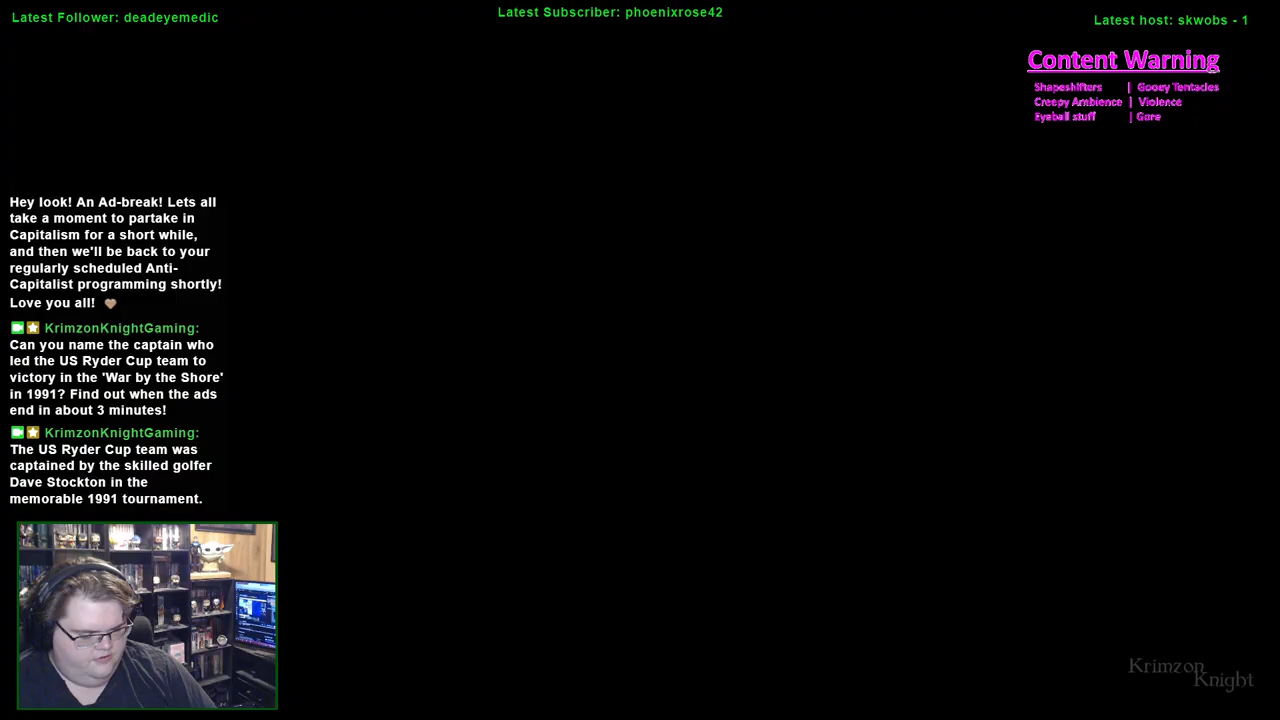 Latest Follower: deadeyemedic
Latest Subscriber: phoenixrose42
Latest host: skwobs - 1
Content Warning
Shapeshifters | Gooey Tentacles
Creepy Ambience | Violence
Eyeball stuff | Gore
Hey look! An Ad-break! Lets all
take a moment to partake in
Capitalism for a short while,
and then we'll be back to your
regularly scheduled Anti-
Capitalist programming shortly!
Love you all!
KrimzonKnightGaming:
Can you name the captain who
led the US Ryder Cup team to
victory in the 'War by the Shore'
in 1991? Find out when the ads
end in about 3 minutes!
KrimzonKnightGaming:
The US Ryder Cup team was
captained by the skilled golfer
Dave Stockton in the
memorable 1991 tournament.
Krimzon
Knight